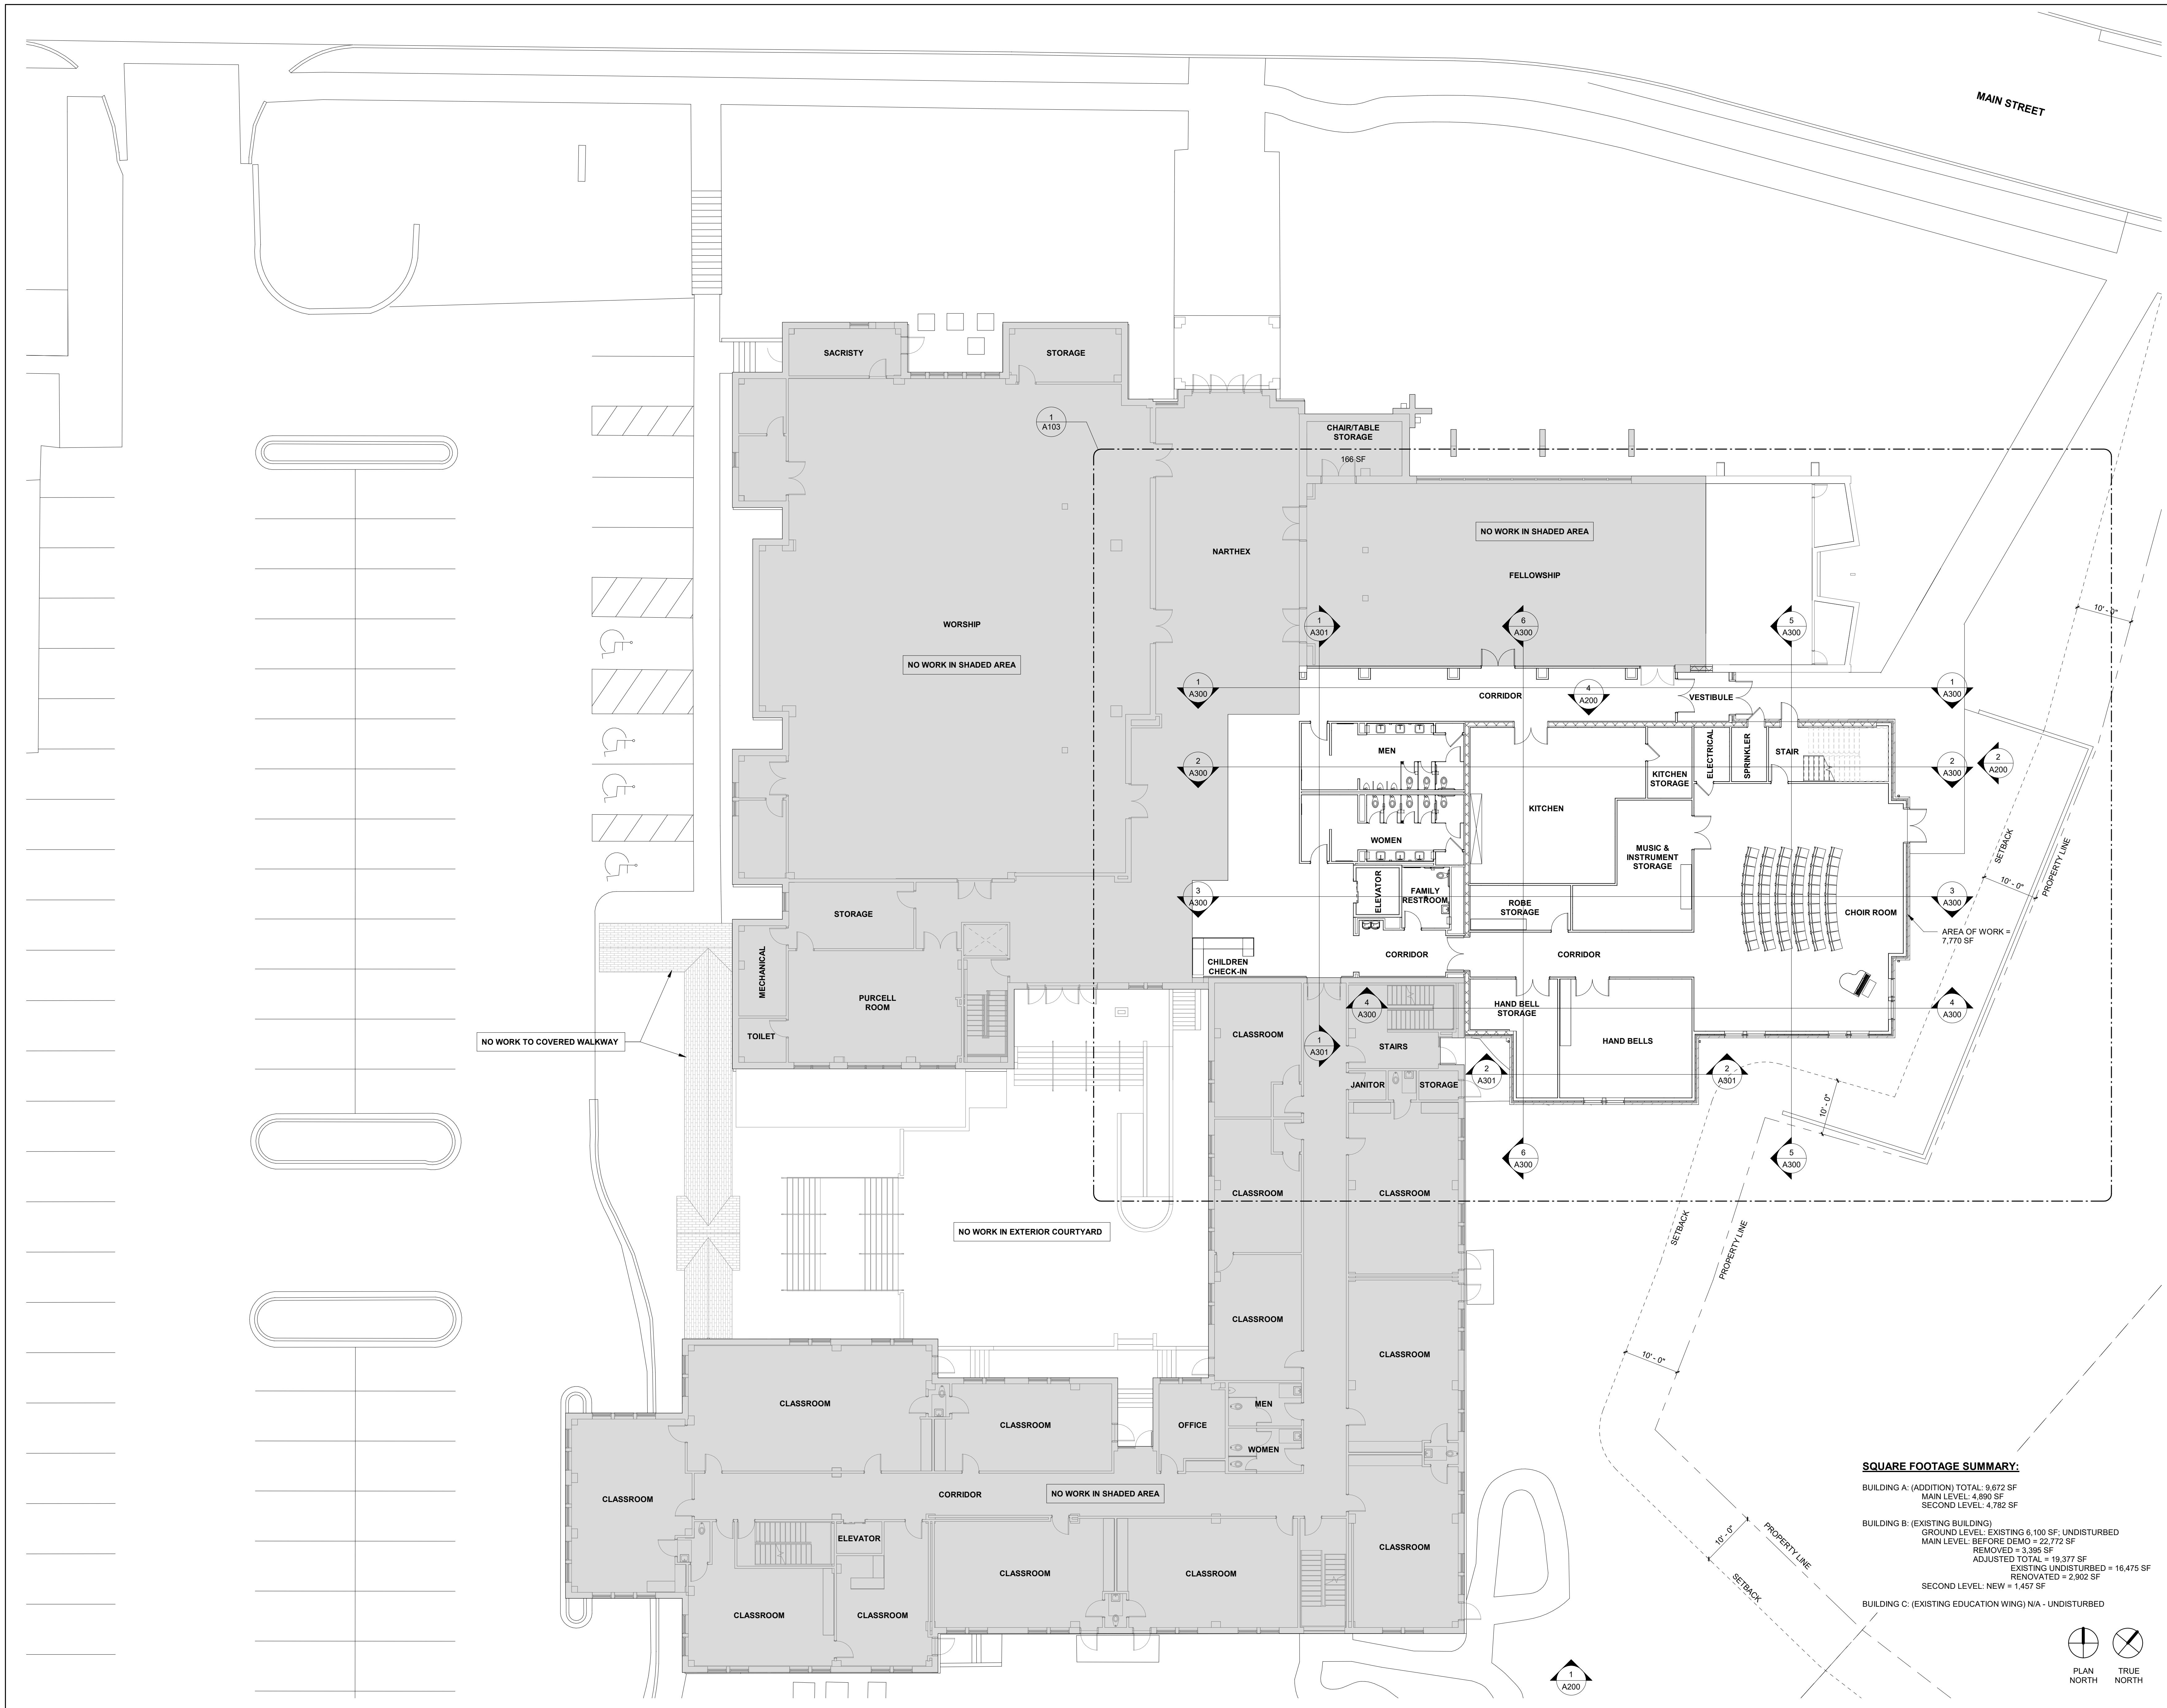 MAIN STREET
SACRISTY
STORAGE
1
A103
CHAIR/TABLE
STORAGE
166 SF
NO WORK IN SHADED AREA
NARTHEX
FELLOWSHIP
10' - 0"
WORSHIP
NO WORK IN SHADED AREA
1
A301
6
A300
5
A300
1
A300
CORRIDOR
4
A200
VESTIBULE
1
A300
MEN
ELECTRICAL
SPRINKLER
STAIR
2
A300
2
A300
2
A200
KITCHEN
STORAGE
KITCHEN
WOMEN
MUSIC &
INSTRUMENT
STORAGE
SETBACK
PROPERTY LINE
10' - 0"
3
A300
ELEVATOR
FAMILY
RESTROOM
ROBE
STORAGE
CHOIR ROOM
3
A300
AREA OF WORK =
7,770 SF
STORAGE
MECHANICAL
PURCELL
ROOM
TOILET
CHILDREN
CHECK-IN
CORRIDOR
CORRIDOR
NO WORK TO COVERED WALKWAY
CLASSROOM
4
A300
HAND BELL
STORAGE
4
A300
STAIRS
1
A301
HAND BELLS
2
A301
2
A301
JANITOR
STORAGE
10' - 0"
6
A300
5
A300
CLASSROOM
CLASSROOM
NO WORK IN EXTERIOR COURTYARD
SETBACK
PROPERTY LINE
CLASSROOM
CLASSROOM
10' - 0"
CLASSROOM
CLASSROOM
OFFICE
MEN
WOMEN
CLASSROOM
CORRIDOR
NO WORK IN SHADED AREA
ELEVATOR
CLASSROOM
CLASSROOM
CLASSROOM
CLASSROOM
CLASSROOM
10' - 0"
PROPERTY LINE
SETBACK
1
A200
SQUARE FOOTAGE SUMMARY:
BUILDING A: (ADDITION) TOTAL: 9,672 SF
MAIN LEVEL: 4,890 SF
SECOND LEVEL: 4,782 SF
BUILDING B: (EXISTING BUILDING)
GROUND LEVEL: EXISTING 6,100 SF; UNDISTURBED
MAIN LEVEL: BEFORE DEMO = 22,772 SF
REMOVED = 3,395 SF
ADJUSTED TOTAL = 19,377 SF
EXISTING UNDISTURBED = 16,475 SF
RENOVATED = 2,902 SF
SECOND LEVEL: NEW = 1,457 SF
BUILDING C: (EXISTING EDUCATION WING) N/A - UNDISTURBED
PLAN
NORTH
TRUE
NORTH